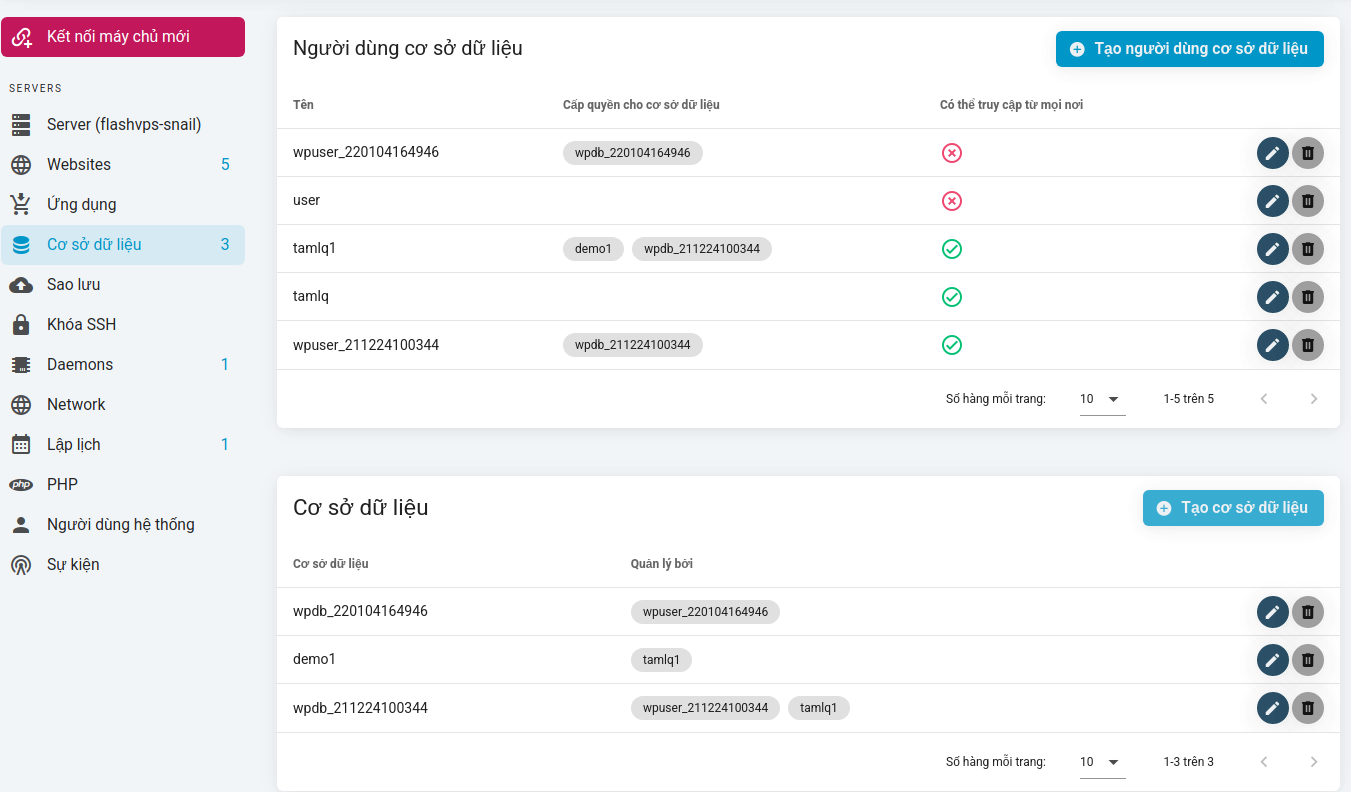 Kết nối máy chủ mới
SERVERS
Server (flashvps-snail)
Websites 5
Ứng dụng
Cơ sở dữ liệu 3
Sao lưu
Khóa SSH
Daemons 1
Network
Lập lịch 1
php PHP
Người dùng hệ thống
Sự kiện
Người dùng cơ sở dữ liệu
Tạo người dùng cơ sở dữ liệu
Tên Cấp quyền cho cơ sở dữ liệu Có thể truy cập từ mọi nơi
wpuser_220104164946 wpdb_220104164946
user
tamlq1 demo1 wpdb_211224100344
tamlq
wpuser_211224100344 wpdb_211224100344
Số hàng mỗi trang: 10 1-5 trên 5
Cơ sở dữ liệu
Tạo cơ sở dữ liệu
Cơ sở dữ liệu Quản lý bởi
wpdb_220104164946 wpuser_220104164946
demo1 tamlq1
wpdb_211224100344 wpuser_211224100344 tamlq1
Số hàng mỗi trang: 10 1-3 trên 3